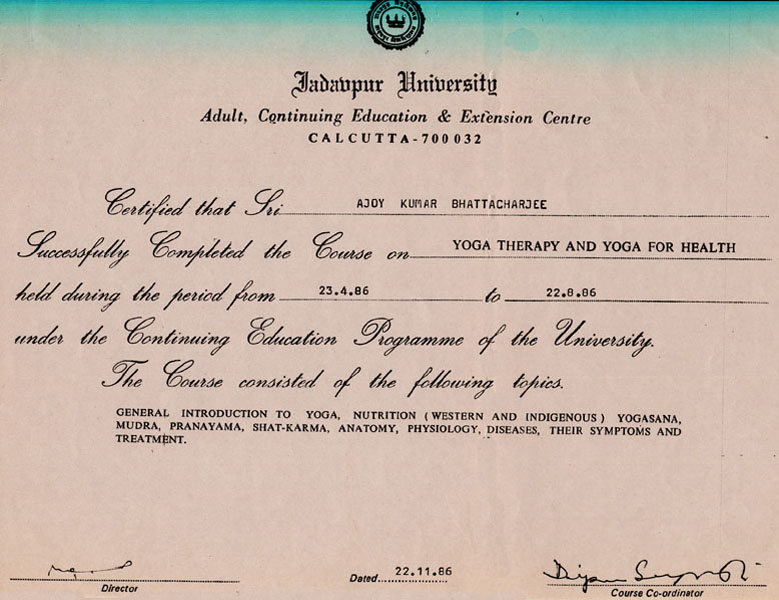 Jadavpur University
Adult, Continuing Education & Extension Centre
CALCUTTA-700 032
Certified that Sri AJOY KUMAR BHATTACHARJEE
Successfully Completed the Course on YOGA THERAPY AND YOGA FOR HEALTH
held during the period from 23.4.86 to 22.8.86
under the Continuing Education Programme of the University.
The Course consisted of the following topics.
GENERAL INTRODUCTION TO YOGA, NUTRITION (WESTERN AND INDIGENOUS) YOGASANA,
MUDRA, PRANAYAMA, SHAT-KARMA, ANATOMY, PHYSIOLOGY, DISEASES, THEIR SYMPTOMS AND
TREATMENT.
Director
Dated 22.11.86
Course Co-ordinator